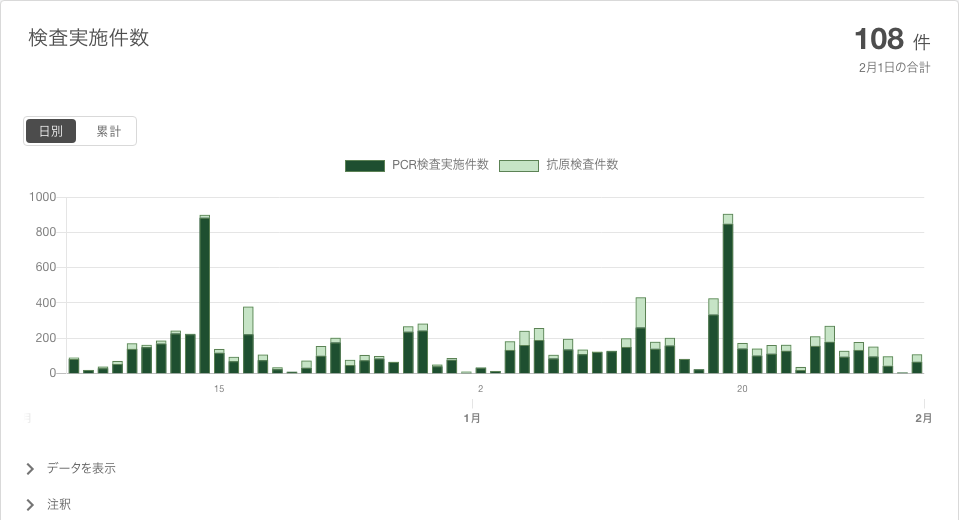 検査実施件数
108 件
2月1日の合計
日別 累計
PCR検査実施件数 抗原検査件数
1000
800
600
400
200
0
15 2 20
1月 2月
データを表示
注釈